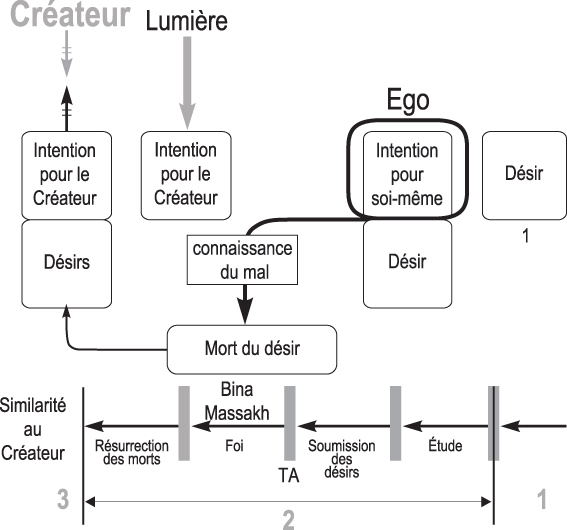 Créateur
Lumière
Ego
Intention
pour le
Créateur
Intention
pour le
Créateur
Intention
pour
soi-même
Désir
1
Désirs
connaissance
du mal
Désir
Mort du désir
Bina
Massakh
Similarité
au
Créateur
Résurrection
des morts
Foi
Soumission
des
désirs
Étude
TA
3
2
1